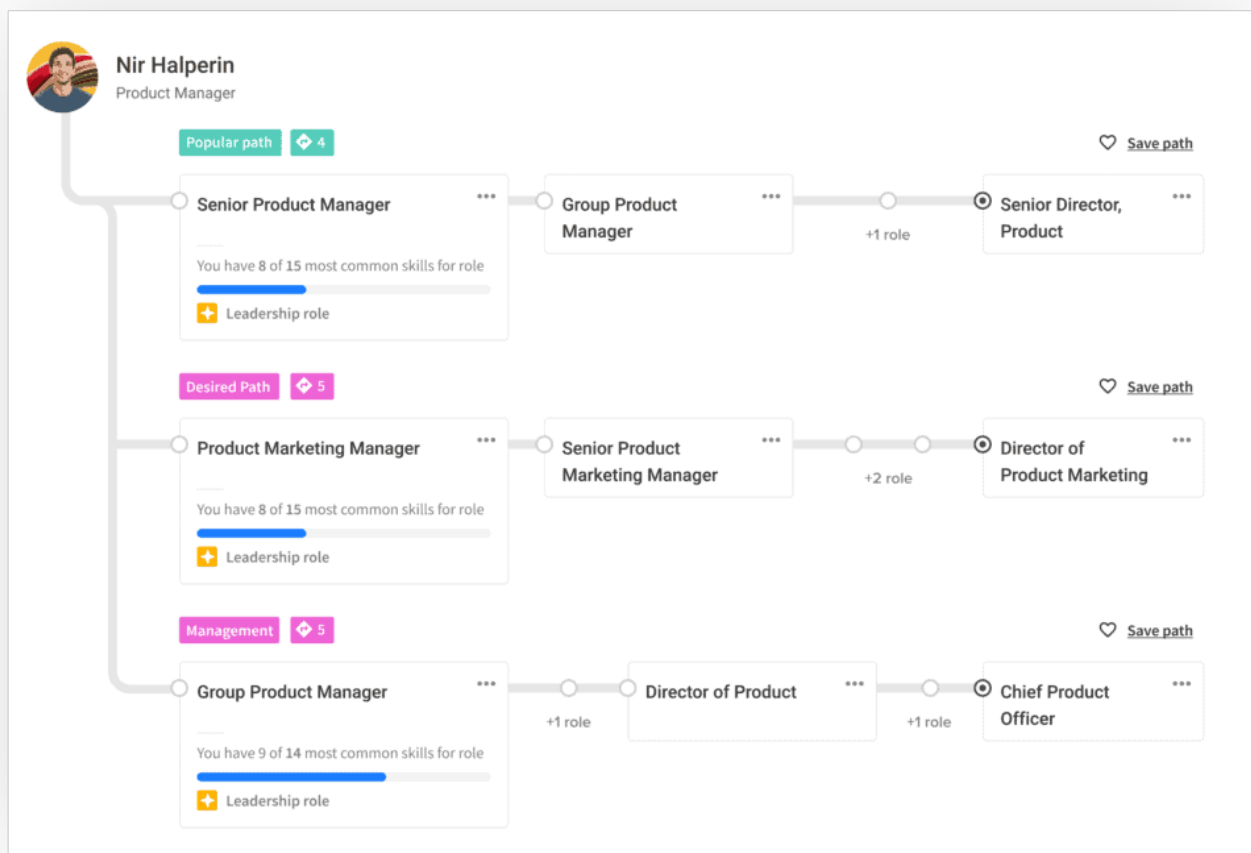 Nir Halperin
Product Manager
Popular path 4
Save path
Senior Product Manager
Group Product
Manager
+1 role
Senior Director,
Product
You have 8 of 15 most common skills for role
Leadership role
Desired Path 5
Save path
Product Marketing Manager
Senior Product
Marketing Manager
+2 role
Director of
Product Marketing
You have 8 of 15 most common skills for role
Leadership role
Management 5
Save path
Group Product Manager
+1 role
Director of Product
+1 role
Chief Product
Officer
You have 9 of 14 most common skills for role
Leadership role